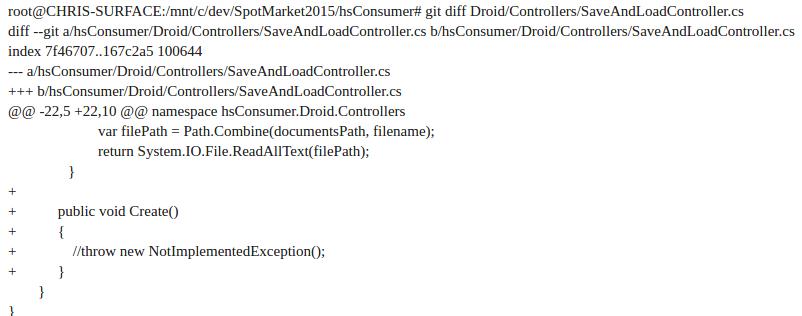 root@CHRIS-SURFACE:/mnt/c/dev/SpotMarket2015/hsConsumer# git diff Droid/Controllers/SaveAndLoadController.cs
diff --git a/hsConsumer/Droid/Controllers/SaveAndLoadController.cs b/hsConsumer/Droid/Controllers/SaveAndLoadController.cs
index 7f46707..167c2a5 100644
--- a/hsConsumer/Droid/Controllers/SaveAndLoadController.cs
+++ b/hsConsumer/Droid/Controllers/SaveAndLoadController.cs
@@ -22,5 +22,10 @@ namespace hsConsumer.Droid.Controllers
var filePath = Path.Combine(documentsPath, filename);
return System.IO.File.ReadAllText(filePath);
}
+
+ public void Create()
+ {
+ //throw new NotImplementedException();
+ }
}
}